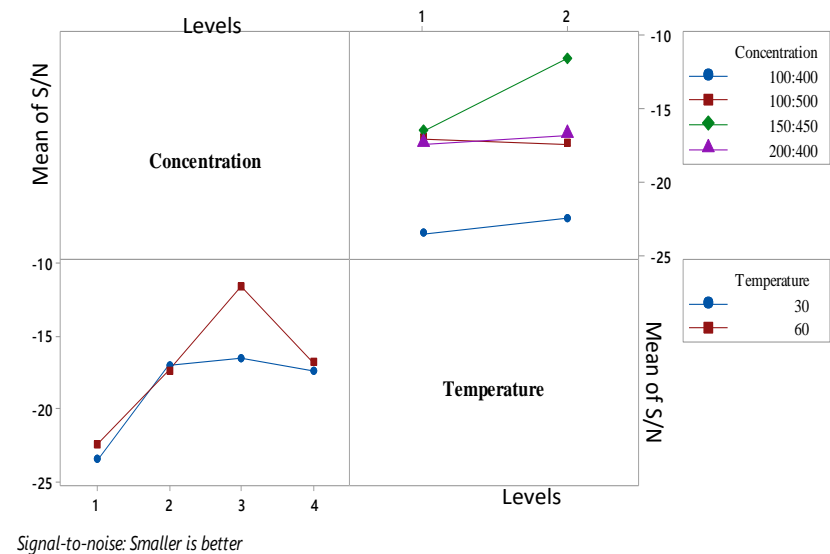 Levels
1 2
-10
-15
-20
-25
Mean of S/N
Concentration
Concentration
100:400
100:500
150:450
200:400
-10
-15
-20
-25
Temperature
Mean of S/N
Temperature
30
60
1 2 3 4
Levels
Signal-to-noise: Smaller is better